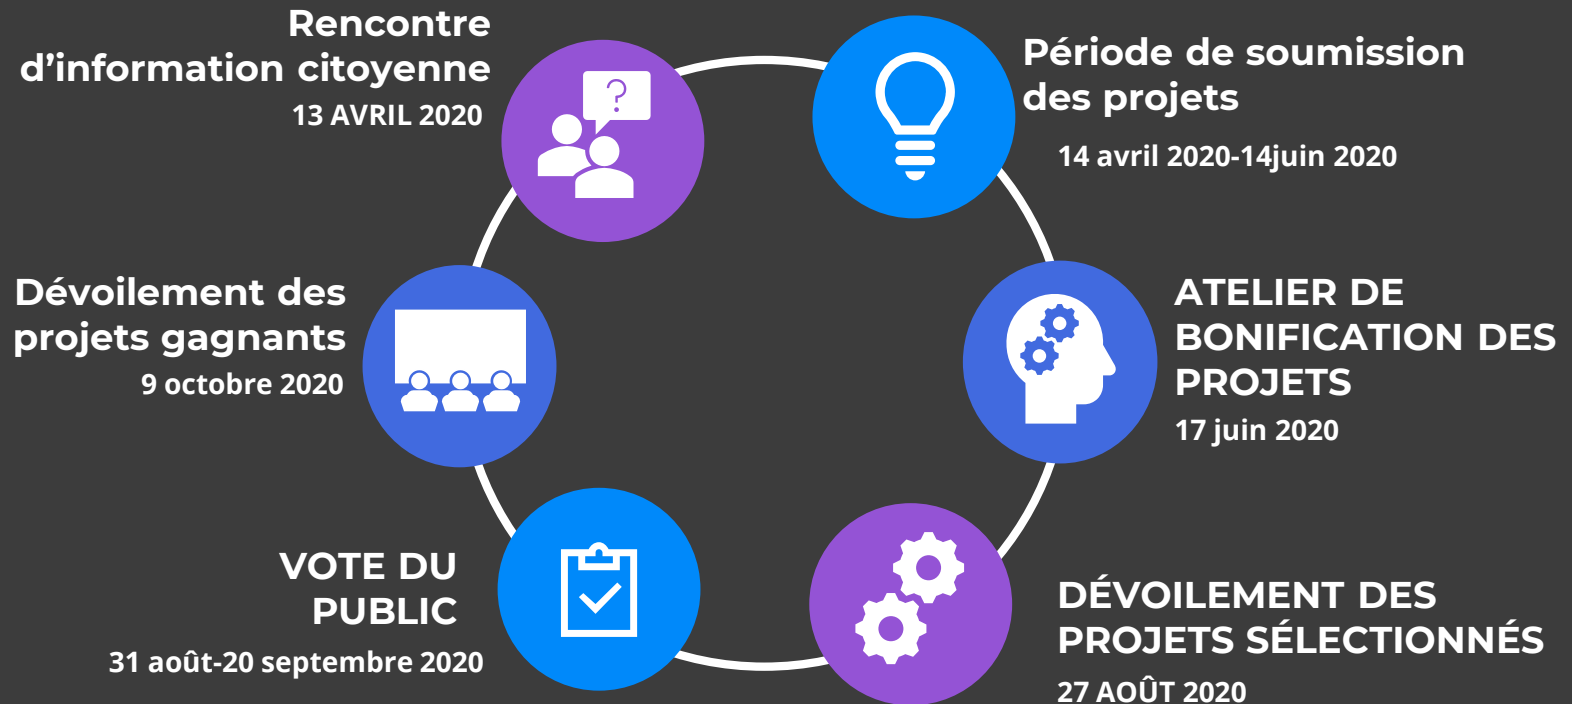 Rencontre
d’information citoyenne
13 AVRIL 2020
Période de soumission
des projets
14 avril 2020-14juin 2020
ATELIER DE
BONIFICATION DES
PROJETS
17 juin 2020
DÉVOILEMENT DES
PROJETS SÉLECTIONNÉS
27 AOÛT 2020
VOTE DU
PUBLIC
31 août-20 septembre 2020
Dévoilement des
projets gagnants
9 octobre 2020
?